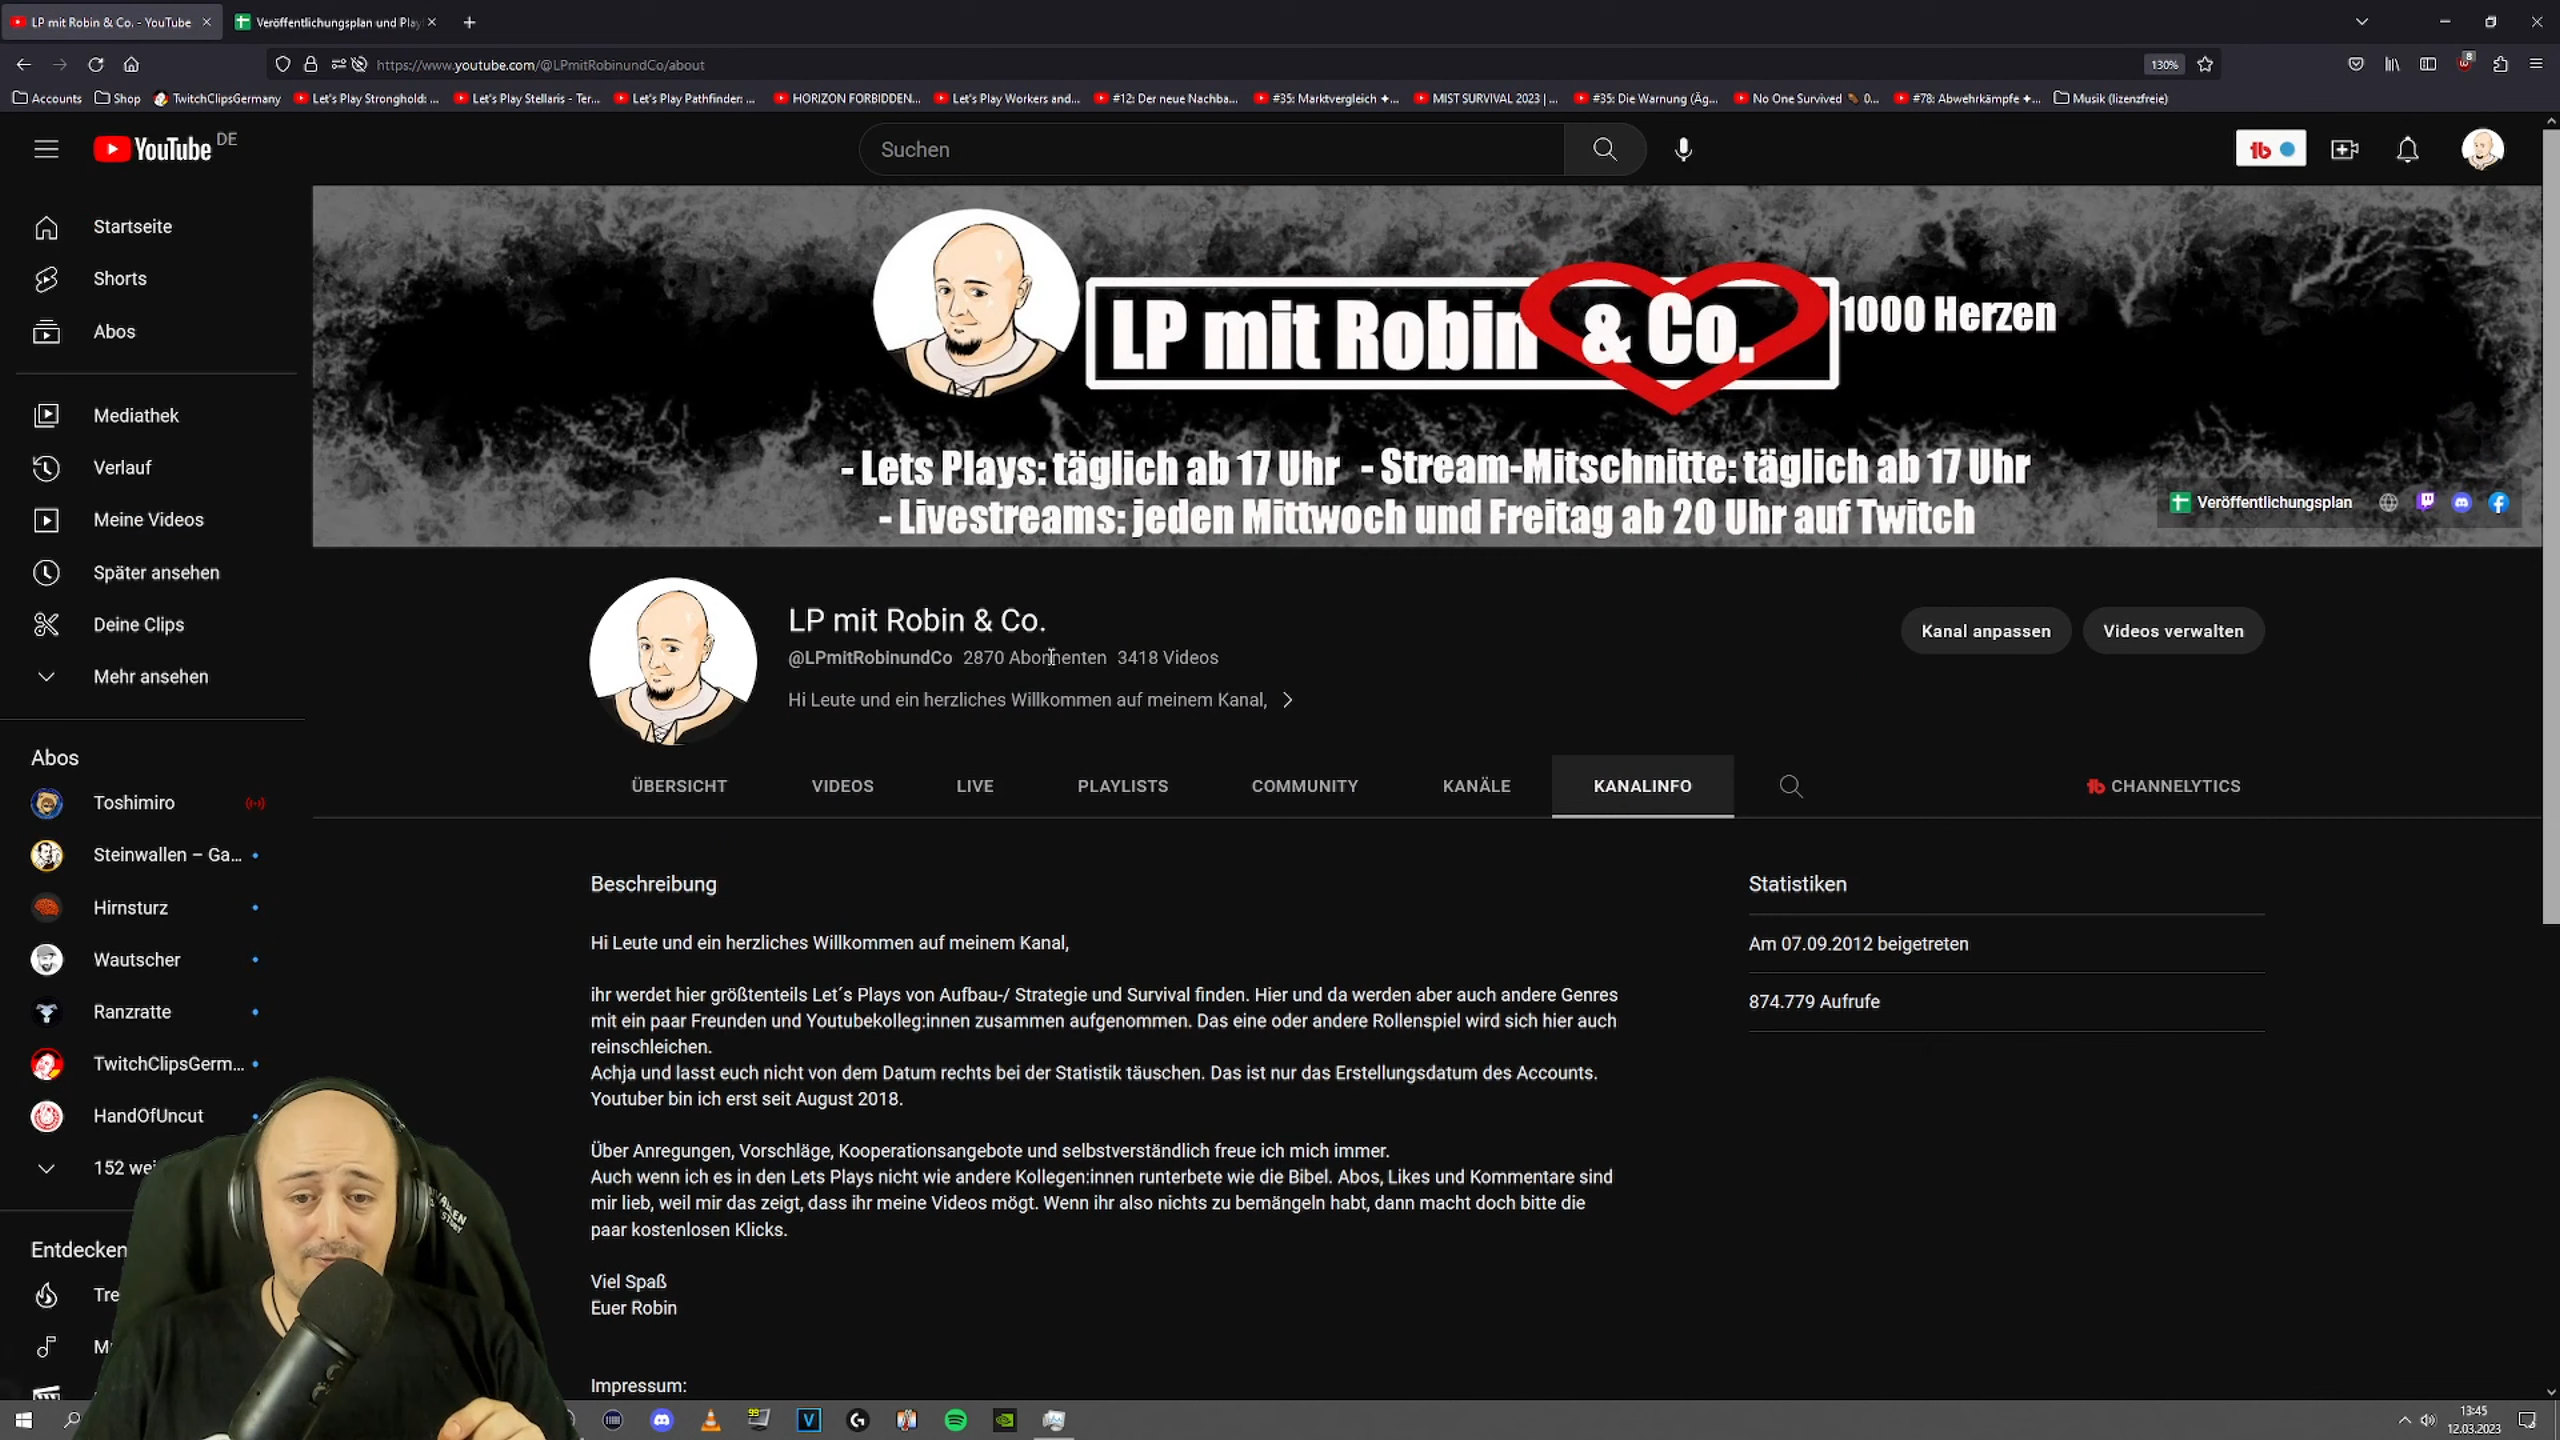 LP mit Robin & Co. - YouTube
Veröffentlichungsplan und Play
https://www.youtube.com/@LPmitRobinundCo/about
130%
8
Accounts
Shop
TwitchClipsGermany
Let's Play Stronghold: ...
Let's Play Stellaris - Ter...
Let's Play Pathfinder: ...
HORIZON FORBIDDEN...
Let's Play Workers and...
#12: Der neue Nachba...
#35: Marktvergleich ✦...
MIST SURVIVAL 2023 | ...
#35: Die Warnung (Äg...
No One Survived 0...
#78: Abwehrkämpfe ✦...
Musik (lizenzfreie)
YouTube DE
Suchen
Startseite
Shorts
Abos
Mediathek
Verlauf
Meine Videos
Später ansehen
Deine Clips
Mehr ansehen
Abos
Toshimiro
Steinwallen – Ga...
Hirnsturz
Wautscher
Ranzratte
TwitchClipsGerm...
HandOfUncut
152 wei
Entdecken
Tre
LP mit Robin & Co.
1000 Herzen
- Lets Plays: täglich ab 17 Uhr - Stream-Mitschnitte: täglich ab 17 Uhr
- Livestreams: jeden Mittwoch und Freitag ab 20 Uhr auf Twitch
Veröffentlichungsplan
LP mit Robin & Co.
@LPmitRobinundCo 2870 Abonnenten 3418 Videos
Hi Leute und ein herzliches Willkommen auf meinem Kanal,
Kanal anpassen
Videos verwalten
ÜBERSICHT
VIDEOS
LIVE
PLAYLISTS
COMMUNITY
KANÄLE
KANALINFO
CHANNELYTICS
Beschreibung
Hi Leute und ein herzliches Willkommen auf meinem Kanal,
ihr werdet hier größtenteils Let´s Plays von Aufbau-/ Strategie und Survival finden. Hier und da werden aber auch andere Genres
mit ein paar Freunden und Youtubekolleg:innen zusammen aufgenommen. Das eine oder andere Rollenspiel wird sich hier auch
reinschleichen.
Achja und lasst euch nicht von dem Datum rechts bei der Statistik täuschen. Das ist nur das Erstellungsdatum des Accounts.
Youtuber bin ich erst seit August 2018.
Über Anregungen, Vorschläge, Kooperationsangebote und selbstverständlich freue ich mich immer.
Auch wenn ich es in den Lets Plays nicht wie andere Kollegen:innen runterbete wie die Bibel. Abos, Likes und Kommentare sind
mir lieb, weil mir das zeigt, dass ihr meine Videos mögt. Wenn ihr also nichts zu bemängeln habt, dann macht doch bitte die
paar kostenlosen Klicks.
Viel Spaß
Euer Robin
Impressum:
Statistiken
Am 07.09.2012 beigetreten
874.779 Aufrufe
13:45
12.03.2023